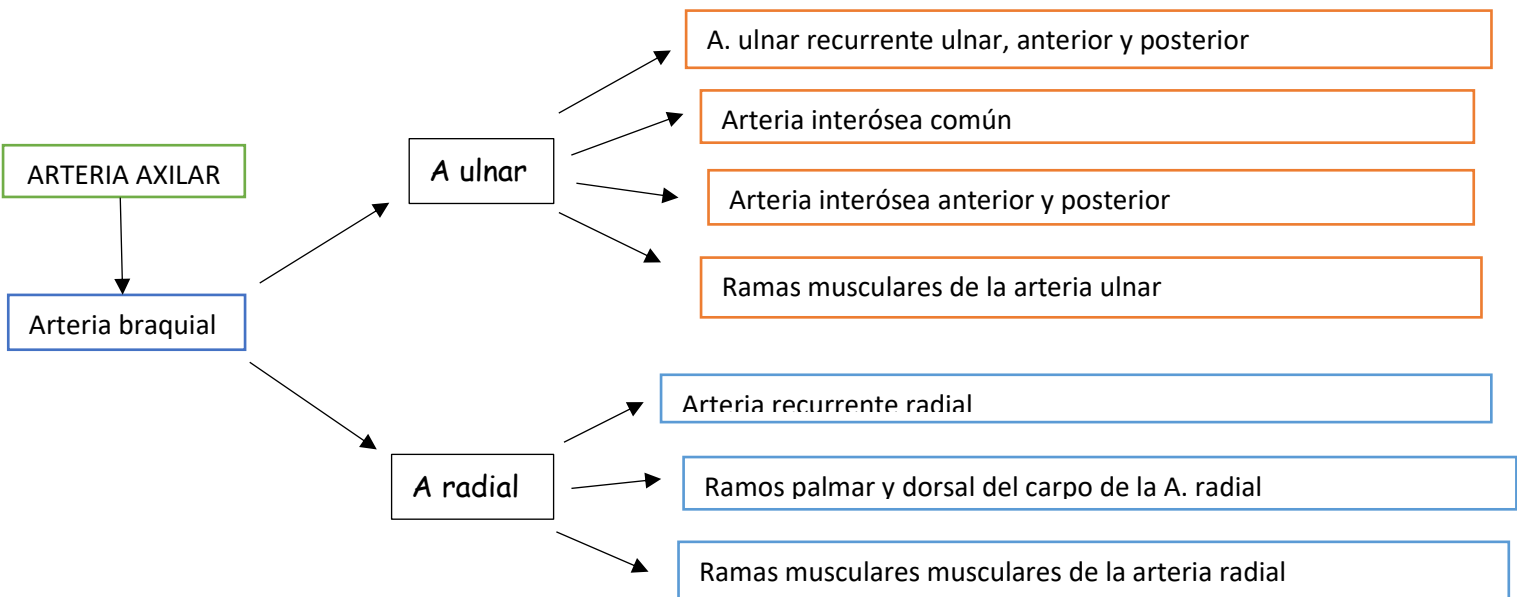 ARTERIA AXILAR
Arteria braquial
A ulnar
A. ulnar recurrente ulnar, anterior y posterior
Arteria interósea común
Arteria interósea anterior y posterior
Ramas musculares de la arteria ulnar
A radial
Arteria recurrente radial
Ramos palmar y dorsal del carpo de la A. radial
Ramas musculares musculares de la arteria radial